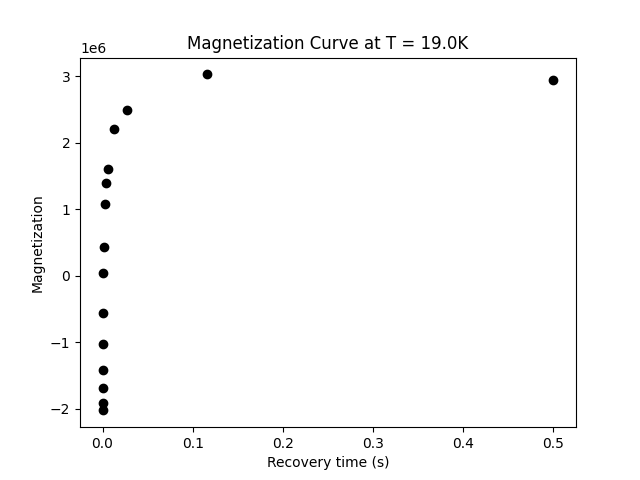 Magnetization Curve at T = 19.0K
1e6
3
2
1
0
−1
−2
Magnetization
0.0 0.1 0.2 0.3 0.4 0.5
Recovery time (s)